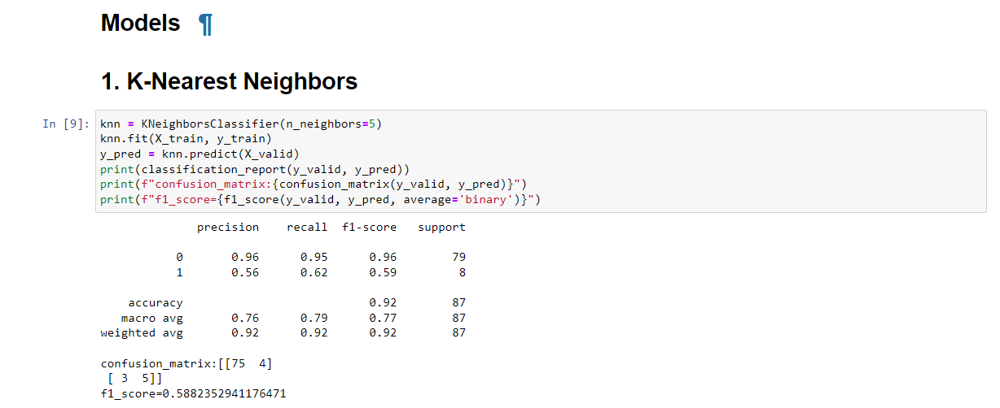 Models ¶
1. K-Nearest Neighbors
In [9]: knn = KNeighborsClassifier(n_neighbors=5)
knn.fit(X_train, y_train)
y_pred = knn.predict(X_valid)
print(classification_report(y_valid, y_pred))
print(f"confusion_matrix:{confusion_matrix(y_valid, y_pred)}")
print(f"f1_score={f1_score(y_valid, y_pred, average='binary')}")
precision recall f1-score support
0 0.96 0.95 0.96 79
1 0.56 0.62 0.59 8
accuracy 0.92 87
macro avg 0.76 0.79 0.77 87
weighted avg 0.92 0.92 0.92 87
confusion_matrix:[[75 4]
[ 3 5]]
f1_score=0.5882352941176471